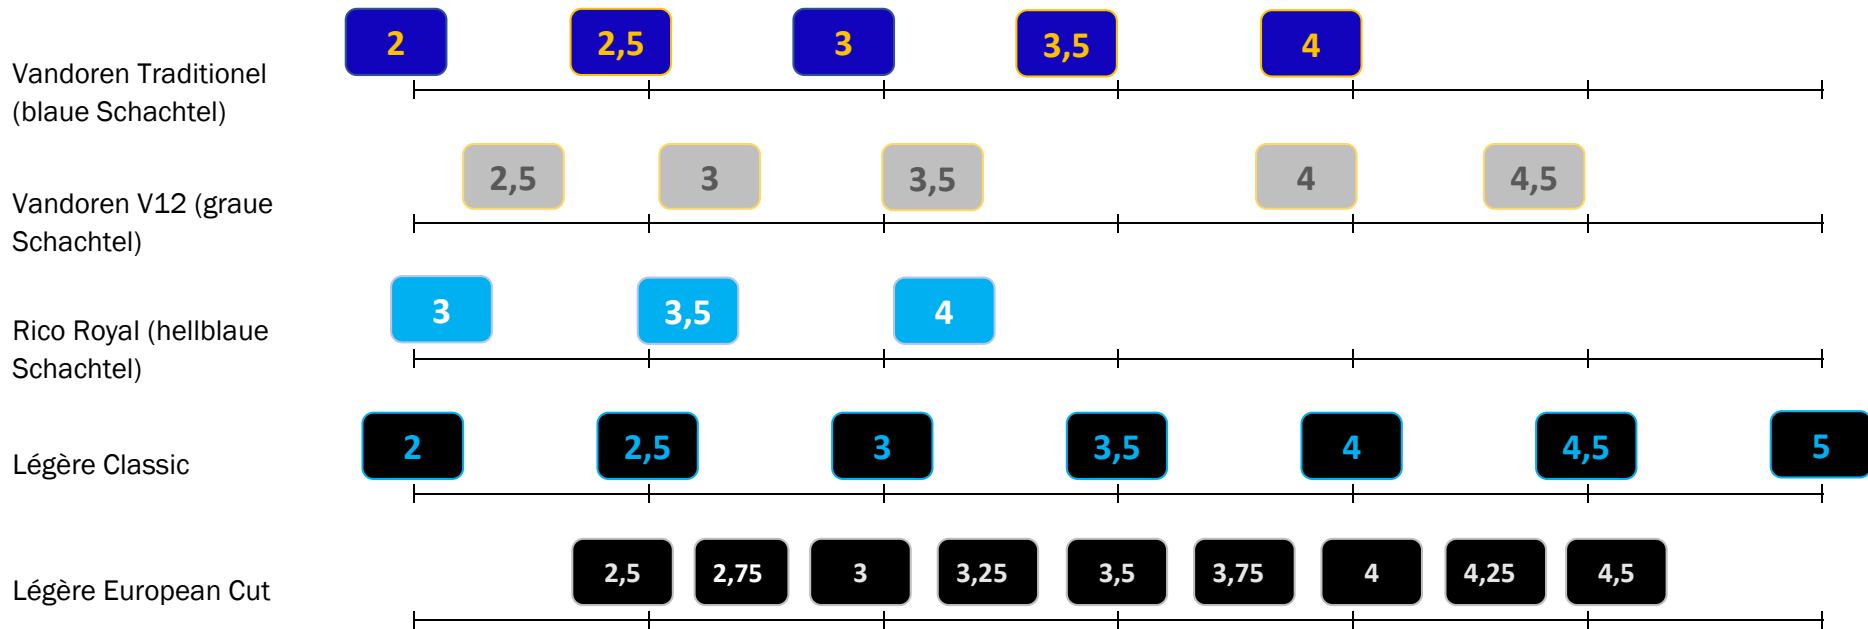 2 2,5 3 3,5 4
Vandoren Traditionel
(blaue Schachtel)
2,5 3 3,5 4 4,5
Vandoren V12 (graue
Schachtel)
3 3,5 4
Rico Royal (hellblaue
Schachtel)
2 2,5 3 3,5 4 4,5 5
Légère Classic
2,5 2,75 3 3,25 3,5 3,75 4 4,25 4,5
Légère European Cut